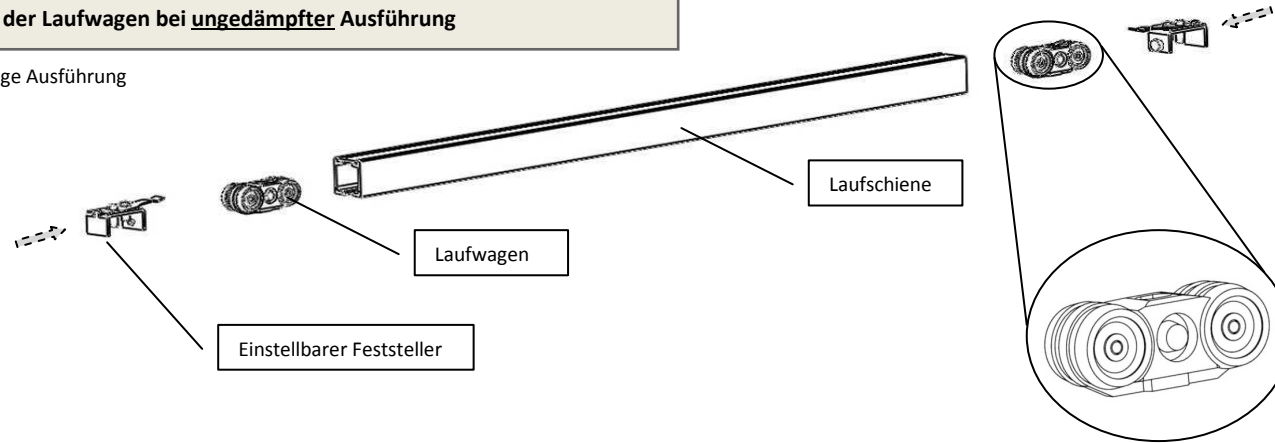 der Laufwagen bei ungedämpfter Ausführung
ge Ausführung
Laufschiene
Laufwagen
Einstellbarer Feststeller